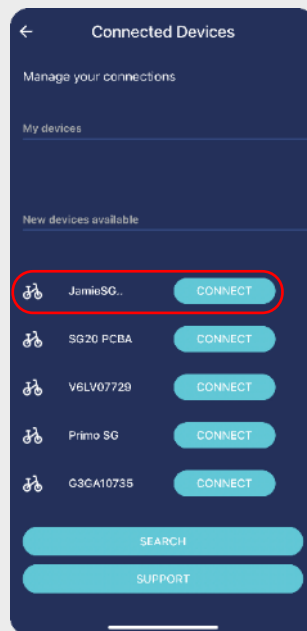 Connected Devices
Manage your connections
My devices
New devices available
JamieSG.. CONNECT
SG20 PCBA CONNECT
V6LV07729 CONNECT
Primo SG CONNECT
G3GA10735 CONNECT
SEARCH
SUPPORT